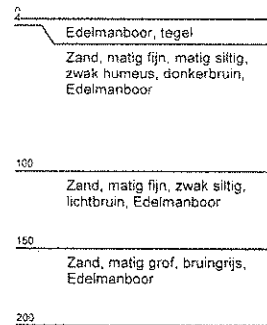 0
4
Edelmanboor, tegel
Zand, matig fijn, matig siltig,
zwak humeus, donkerbruin,
Edelmanboor
100
Zand, matig fijn, zwak siltig,
lichtbruin, Edelmanboor
150
Zand, matig grof, bruingrijs,
Edelmanboor
200